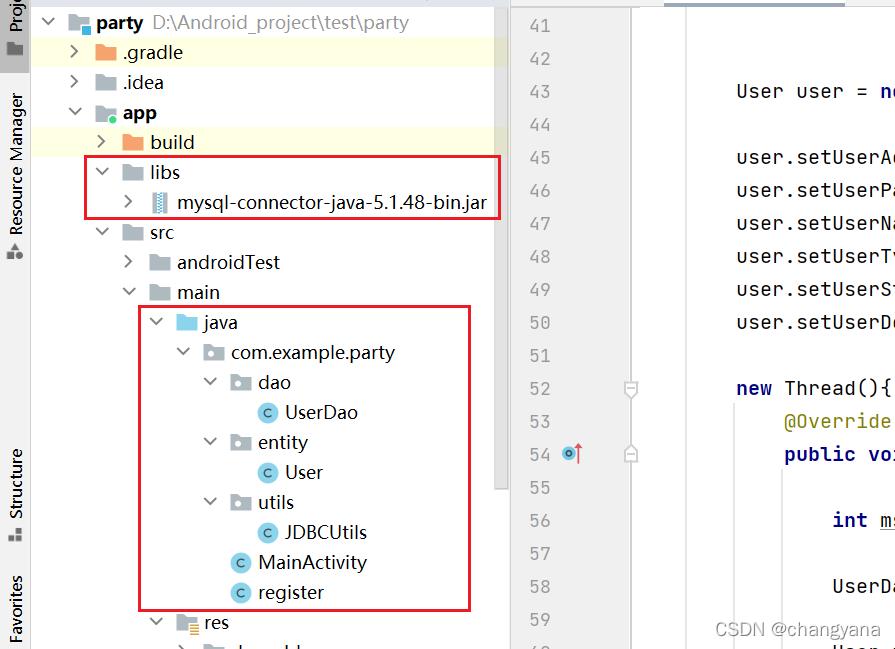 Proj
Resource Manager
Structure
Favorites
party D:\Android_project\test\party
.gradle
.idea
app
build
libs
mysql-connector-java-5.1.48-bin.jar
src
androidTest
main
java
com.example.party
dao
UserDao
entity
User
utils
JDBCUtils
MainActivity
register
res
41
42
43 User user = n
44
45 user.setUserA
46 user.setUserPa
47 user.setUserNa
48 user.setUserTy
49 user.setUserSt
50 user.setUserDe
51
52 new Thread(){
53 @Override
54 public voi
55
56 int ms
57
58 UserDa
59
CSDN @changyana